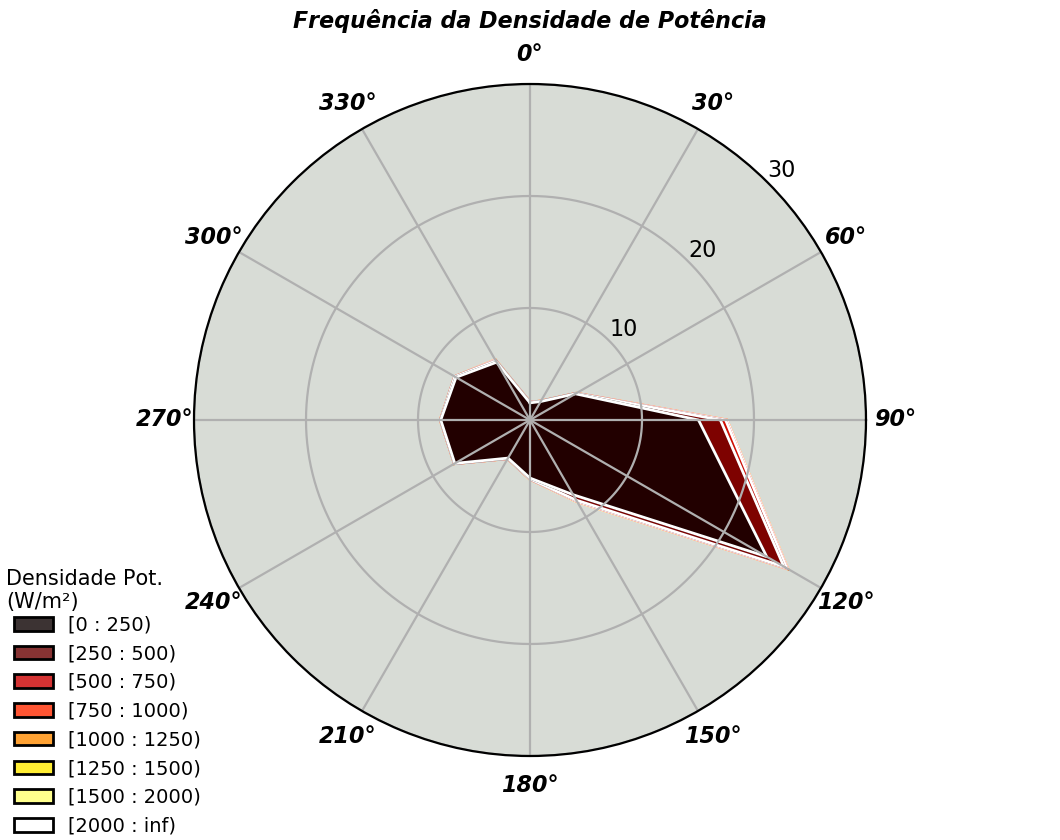 Frequência da Densidade de Potência
0°
330°
30°
30
300°
60°
20
10
270°
90°
240°
120°
210°
150°
180°
Densidade Pot.
(W/m²)
[0 : 250)
[250 : 500)
[500 : 750)
[750 : 1000)
[1000 : 1250)
[1250 : 1500)
[1500 : 2000)
[2000 : inf)